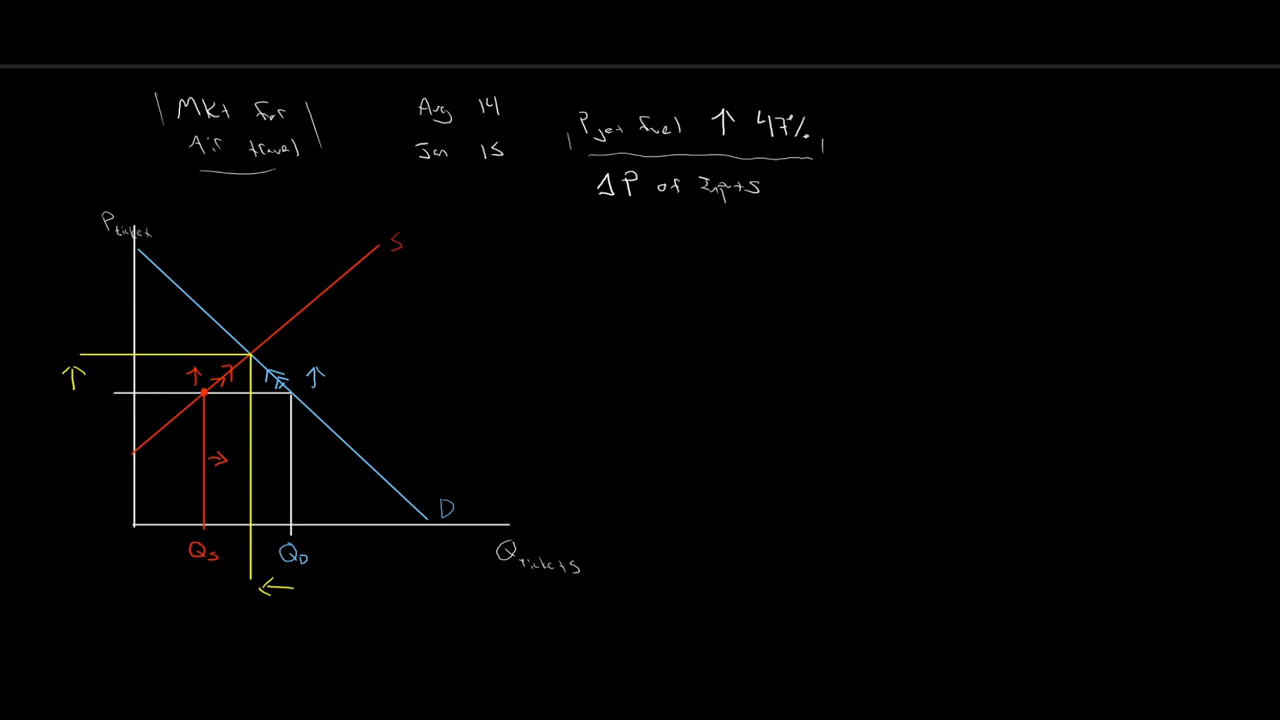 Mkt for
Air travel
Aug 14
Jan 15
P jet fuel ↑ 47%
ΔP of Inputs
P ticket
S
D
Qs
QD
Q tickets